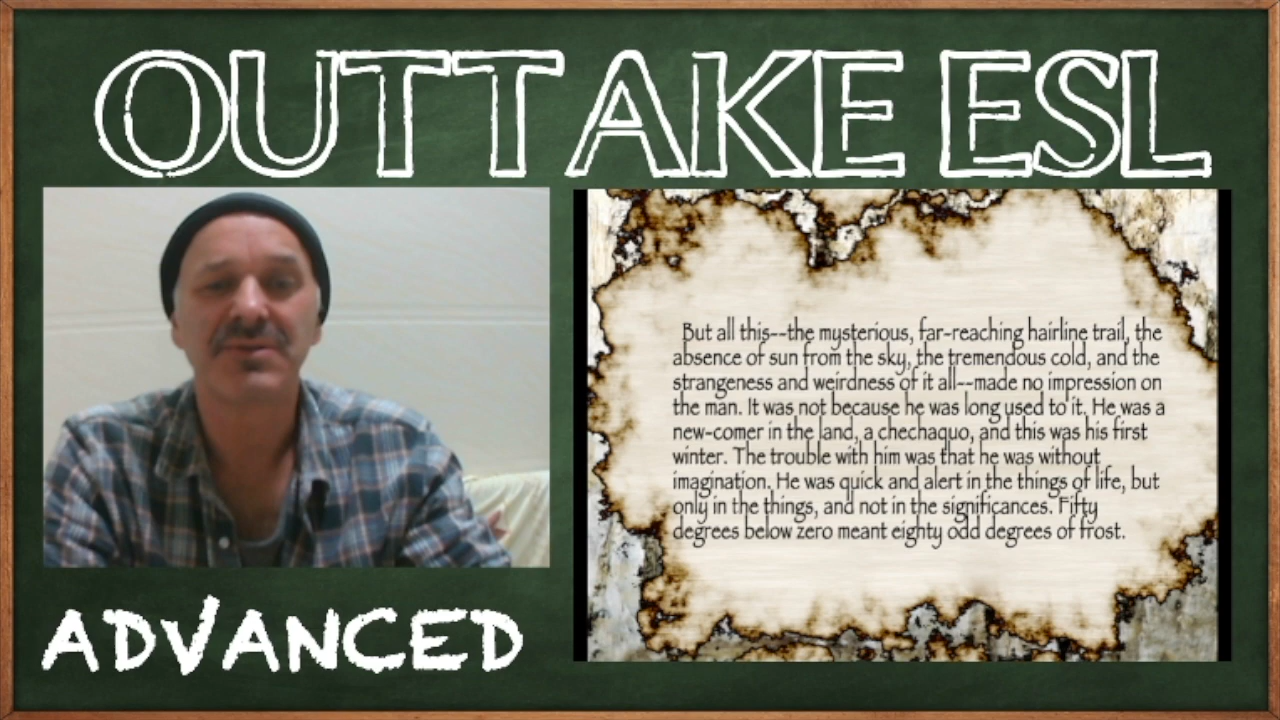 OUTTAKE ESL
But all this--the mysterious, far-reaching hairline trail, the
absence of sun from the sky, the tremendous cold, and the
strangeness and weirdness of it all--made no impression on
the man. It was not because he was long used to it. He was a
new-comer in the land, a chechaquo, and this was his first
winter. The trouble with him was that he was without
imagination. He was quick and alert in the things of life, but
only in the things, and not in the significances. Fifty
degrees below zero meant eighty odd degrees of frost.
ADVANCED